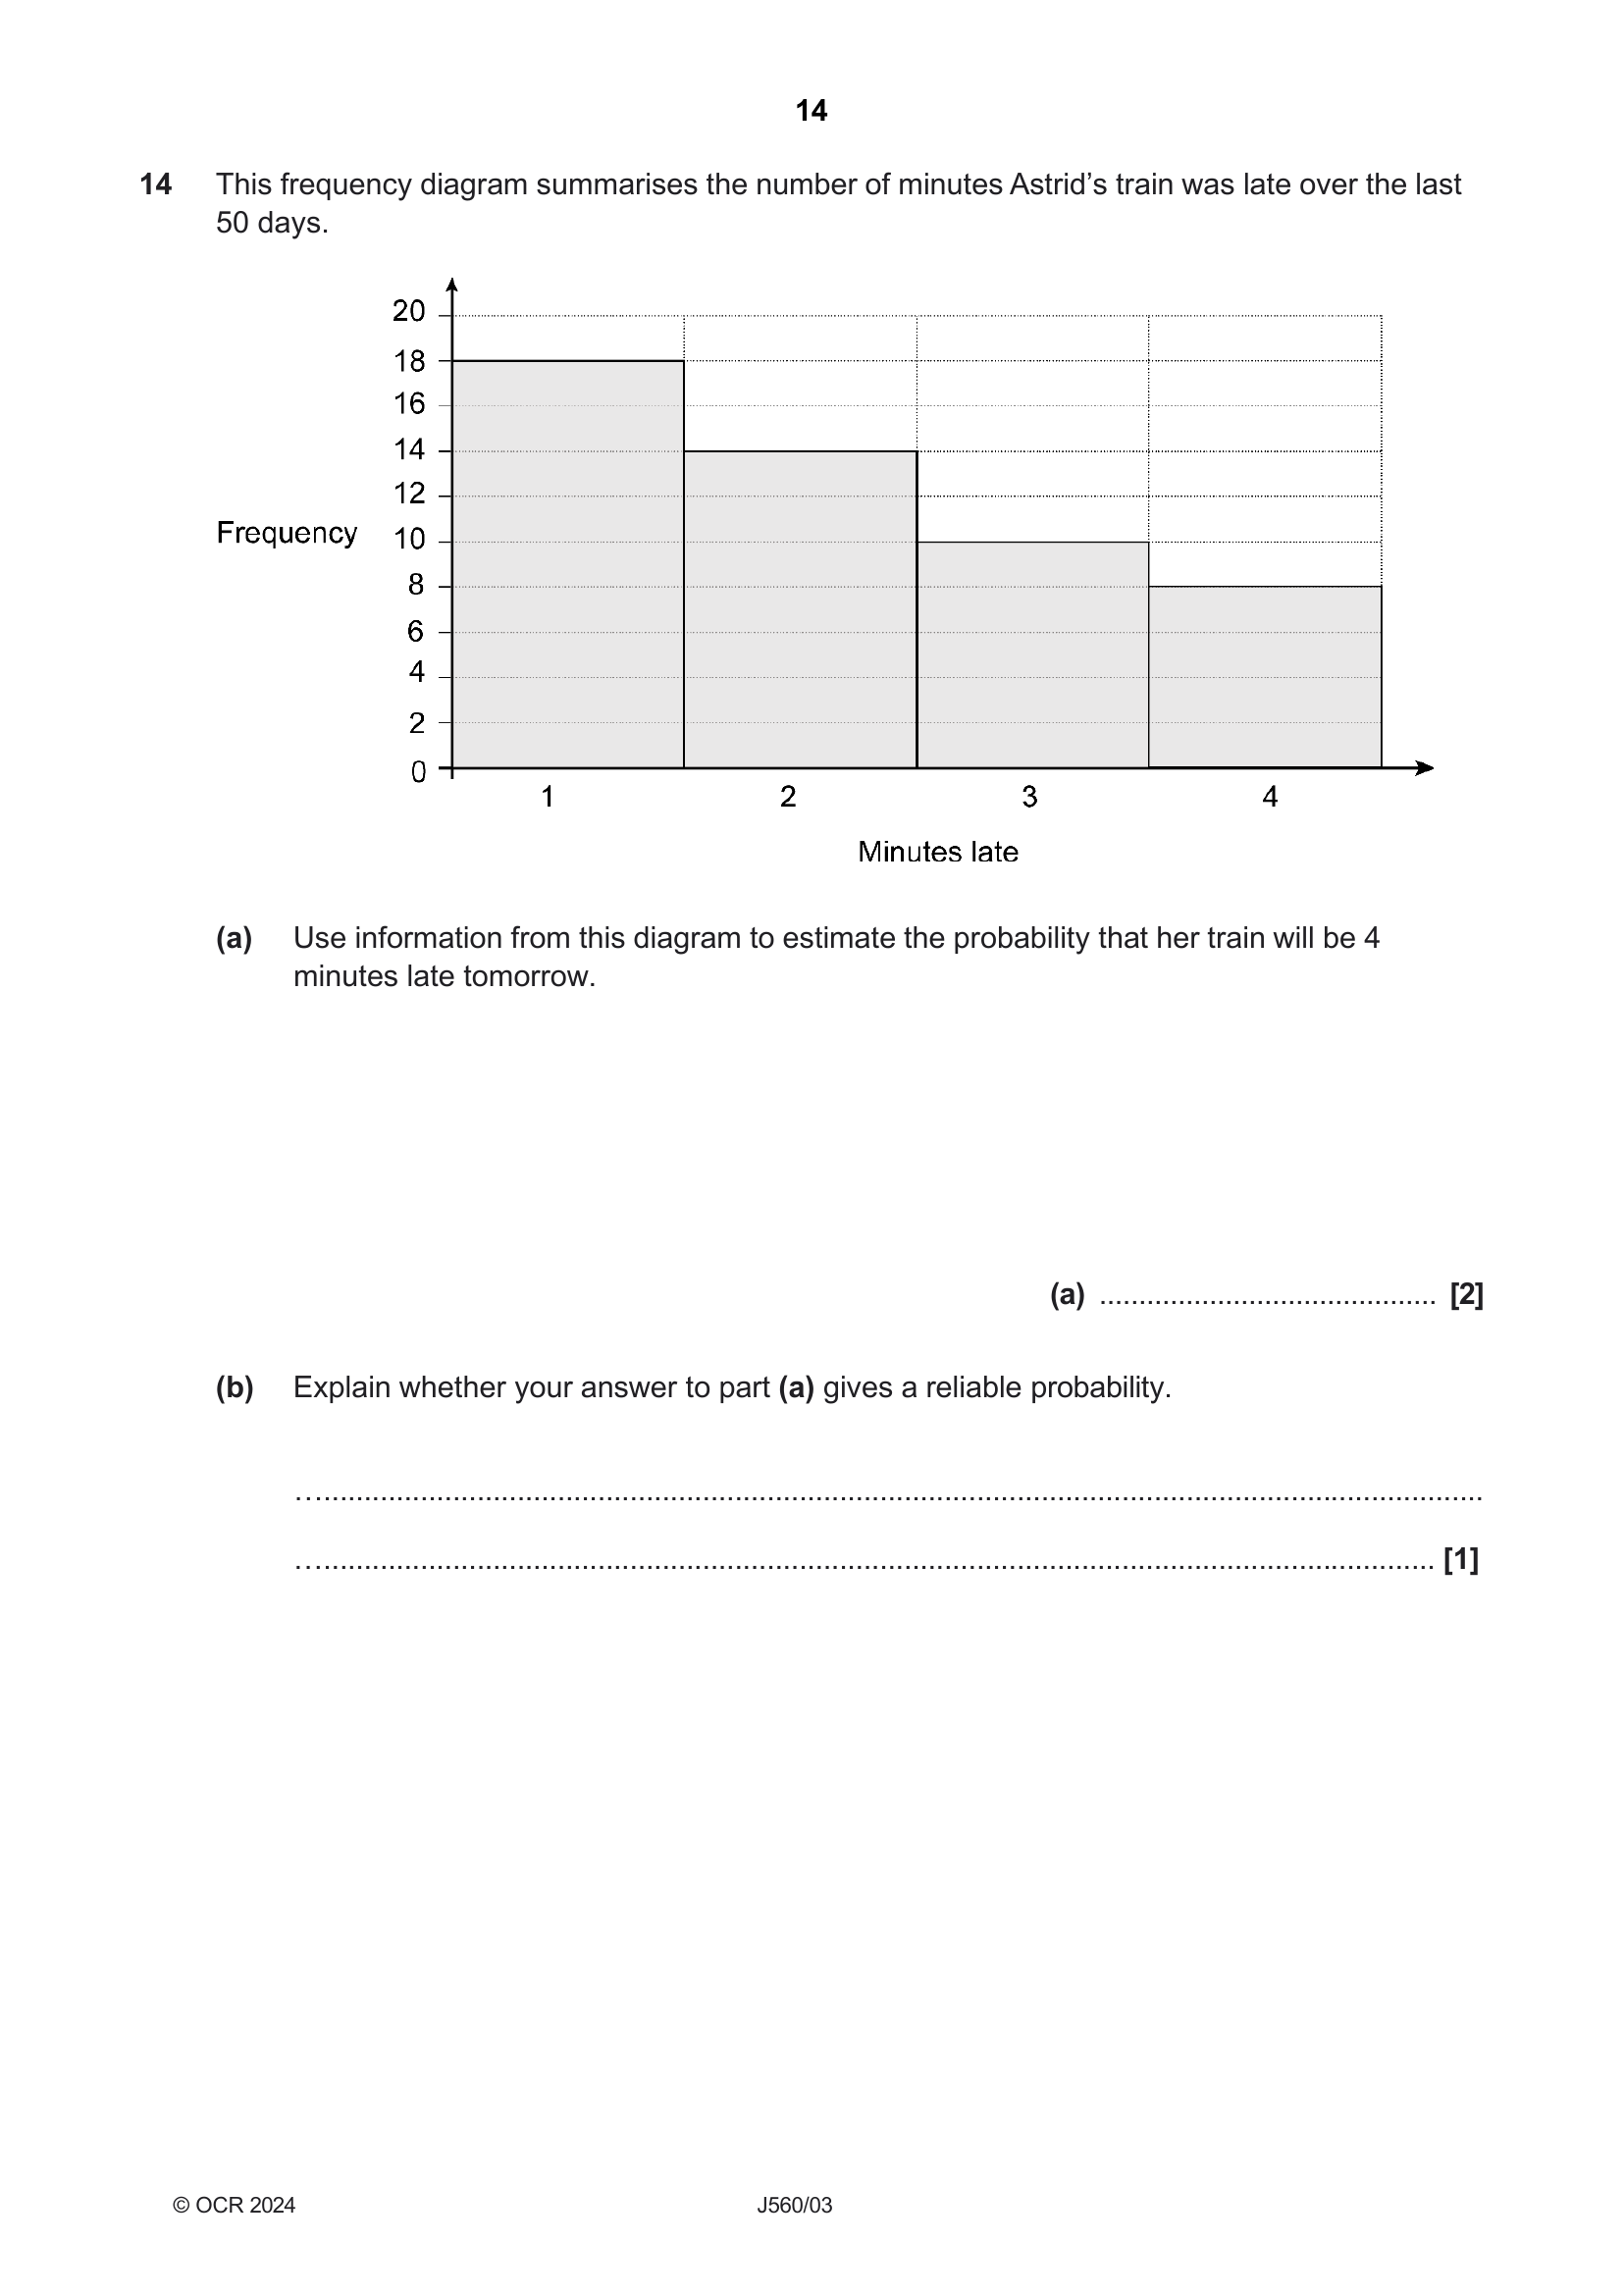 14
14 This frequency diagram summarises the number of minutes Astrid’s train was late over the last
50 days.
20
18
16
14
12
Frequency 10
8
6
4
2
0
1 2 3 4
Minutes late
(a) Use information from this diagram to estimate the probability that her train will be 4
minutes late tomorrow.
(a) ........................................... [2]
(b) Explain whether your answer to part (a) gives a reliable probability.
...................................................................................................................................................
.............................................................................................................................................. [1]
© OCR 2024 J560/03